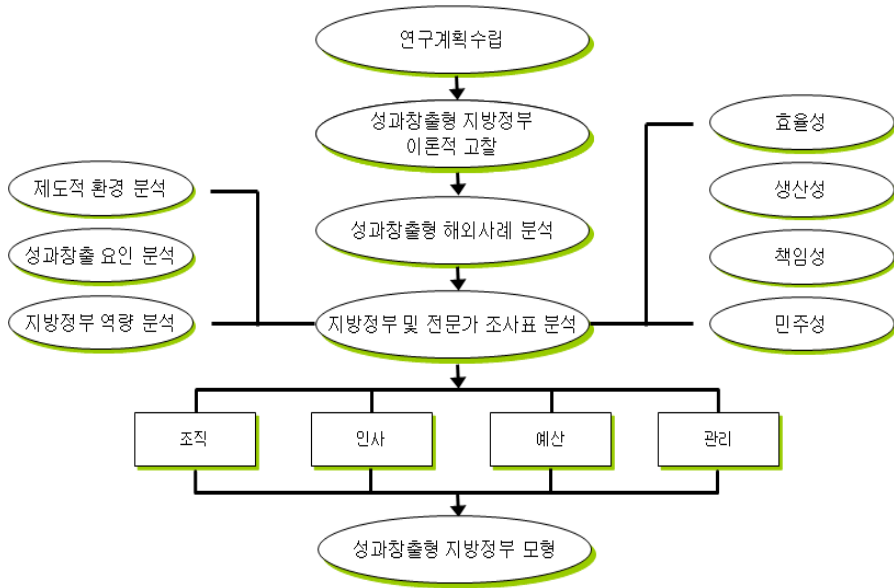 연구계획수립
성과창출형 지방정부
이론적 고찰
성과창출형 해외사례 분석
제도적 환경 분석
성과창출 요인 분석
지방정부 역량 분석
지방정부 및 전문가 조사표 분석
효율성
생산성
책임성
민주성
조직
인사
예산
관리
성과창출형 지방정부 모형